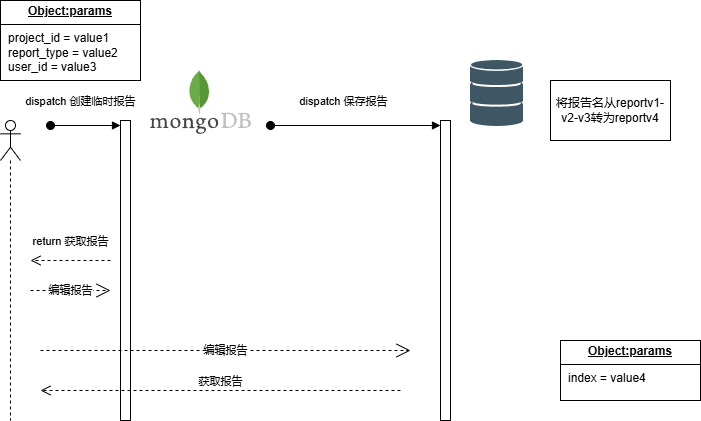 Object:params
project_id = value1
report_type = value2
user_id = value3
dispatch 创建临时报告
dispatch 保存报告
mongoDB
将报告名从reportv1-
v2-v3转为reportv4
return 获取报告
编辑报告
编辑报告
获取报告
Object:params
index = value4